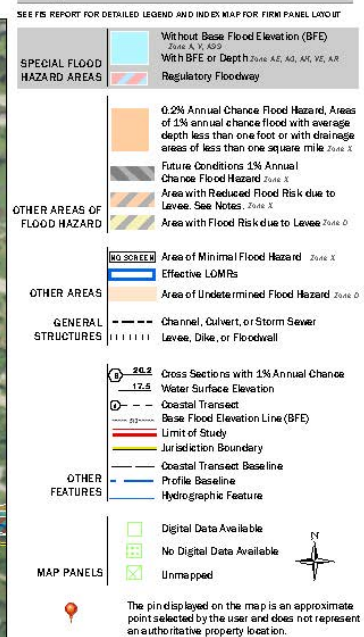 SEE FIS REPORT FOR DETAILED LEGEND AND INDEX MAP FOR FIRM PANEL LAYOUT
SPECIAL FLOOD
HAZARD AREAS
Without Base Flood Elevation (BFE)
Zone A, V, A99
With BFE or Depth Zone AE, AO, AH, VE, AR
Regulatory Floodway
OTHER AREAS OF
FLOOD HAZARD
0.2% Annual Chance Flood Hazard, Areas
of 1% annual chance flood with average
depth less than one foot or with drainage
areas of less than one square mile Zone X
Future Conditions 1% Annual
Chance Flood Hazard Zone X
Area with Reduced Flood Risk due to
Levee. See Notes. Zone X
Area with Flood Risk due to Levee Zone D
OTHER AREAS
NO SCREEN Area of Minimal Flood Hazard Zone X
Effective LOMRs
Area of Undetermined Flood Hazard Zone D
GENERAL
STRUCTURES
Channel, Culvert, or Storm Sewer
Levee, Dike, or Floodwall
OTHER
FEATURES
B 20.2 Cross Sections with 1% Annual Chance
17.5 Water Surface Elevation
Coastal Transect
513 Base Flood Elevation Line (BFE)
Limit of Study
Jurisdiction Boundary
Coastal Transect Baseline
Profile Baseline
Hydrographic Feature
MAP PANELS
Digital Data Available
No Digital Data Available
Unmapped
N
The pin displayed on the map is an approximate
point selected by the user and does not represent
an authoritative property location.